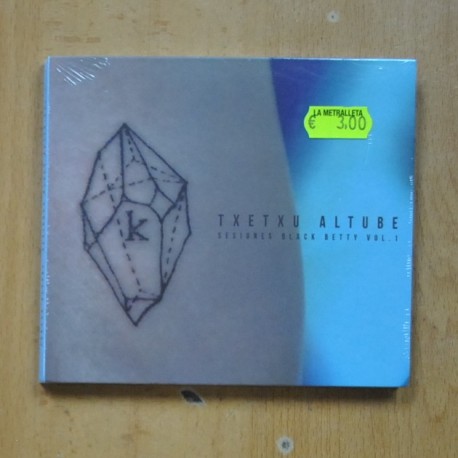 LA METRALLETA
€ 3,00
k
TXETXU ALTUBE
SESIONES BLACK BETTY VOL.1